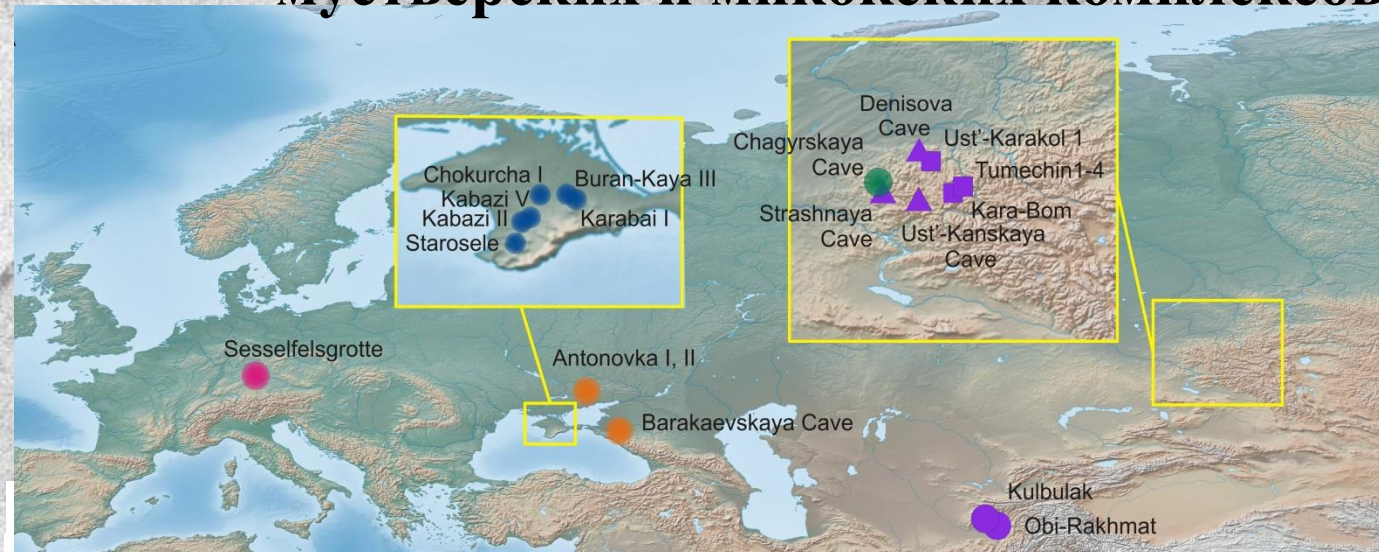 мустьерских и микокских комплексов
Denisova
Cave
Chagyrskaya
Cave
Ust'-Karakol 1
Tumechin1-4
Strashnaya
Cave
Kara-Bom
Ust'-Kanskaya
Cave
Chokurcha I
Buran-Kaya III
Kabazi V
Kabazi II
Karabai I
Starosele
Sesselfelsgrotte
Antonovka I, II
Barakaevskaya Cave
Kulbulak
Obi-Rakhmat